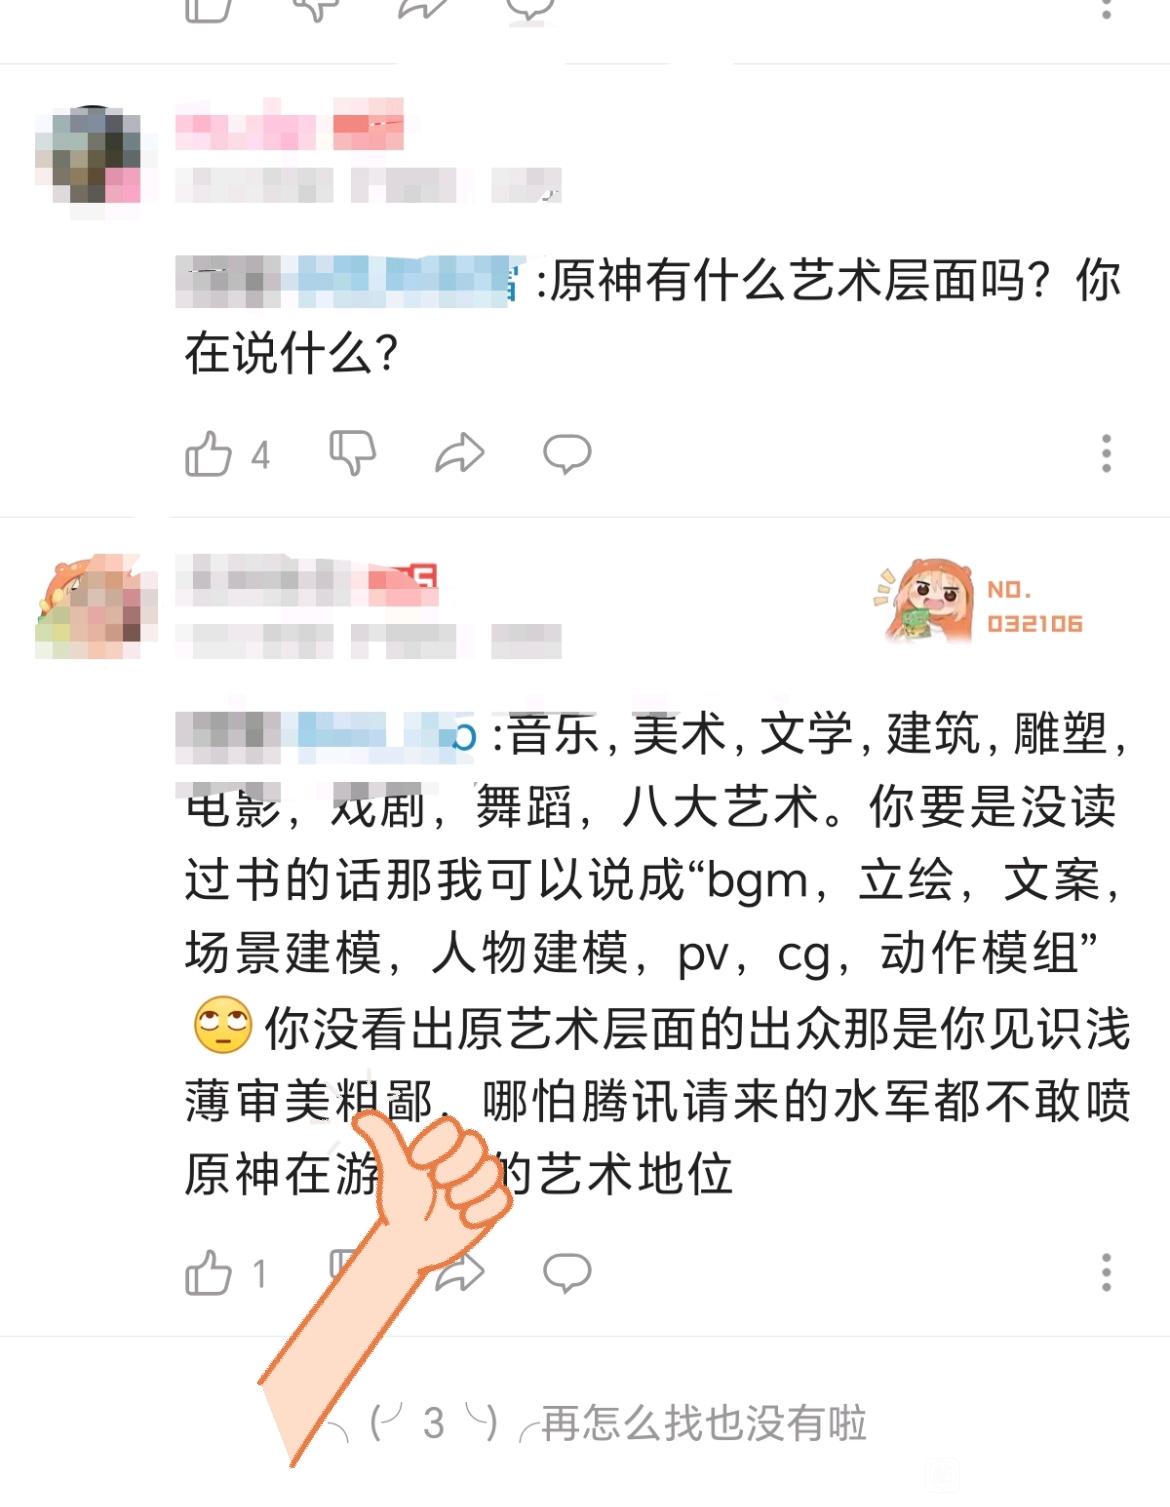 :原神有什么艺术层面吗？你
在说什么？
4
NO.
032106
:音乐，美术，文学，建筑，雕塑，
电影，戏剧，舞蹈，八大艺术。你要是没读
过书的话那我可以说成“bgm，立绘，文案，
场景建模，人物建模，pv，cg，动作模组”
🙄你没看出原艺术层面的出众那是你见识浅
薄审美粗鄙，哪怕腾讯请来的水军都不敢喷
原神在游的艺术地位
1
(╯3╰)再怎么找也没有啦